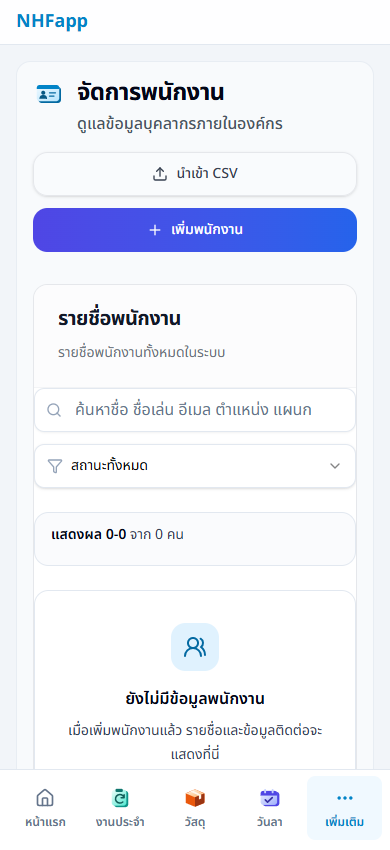 NHFapp
จัดการพนักงาน
ดูแลข้อมูลบุคลากรภายในองค์กร
นำเข้า CSV
เพิ่มพนักงาน
รายชื่อพนักงาน
รายชื่อพนักงานทั้งหมดในระบบ
ค้นหาชื่อ ชื่อเล่น อีเมล ตำแหน่ง แผนก
สถานะทั้งหมด
แสดงผล 0-0 จาก 0 คน
ยังไม่มีข้อมูลพนักงาน
เมื่อเพิ่มพนักงานแล้ว รายชื่อและข้อมูลติดต่อจะ
แสดงที่นี่
หน้าแรก งานประจำ วัสดุ วันลา เพิ่มเติม